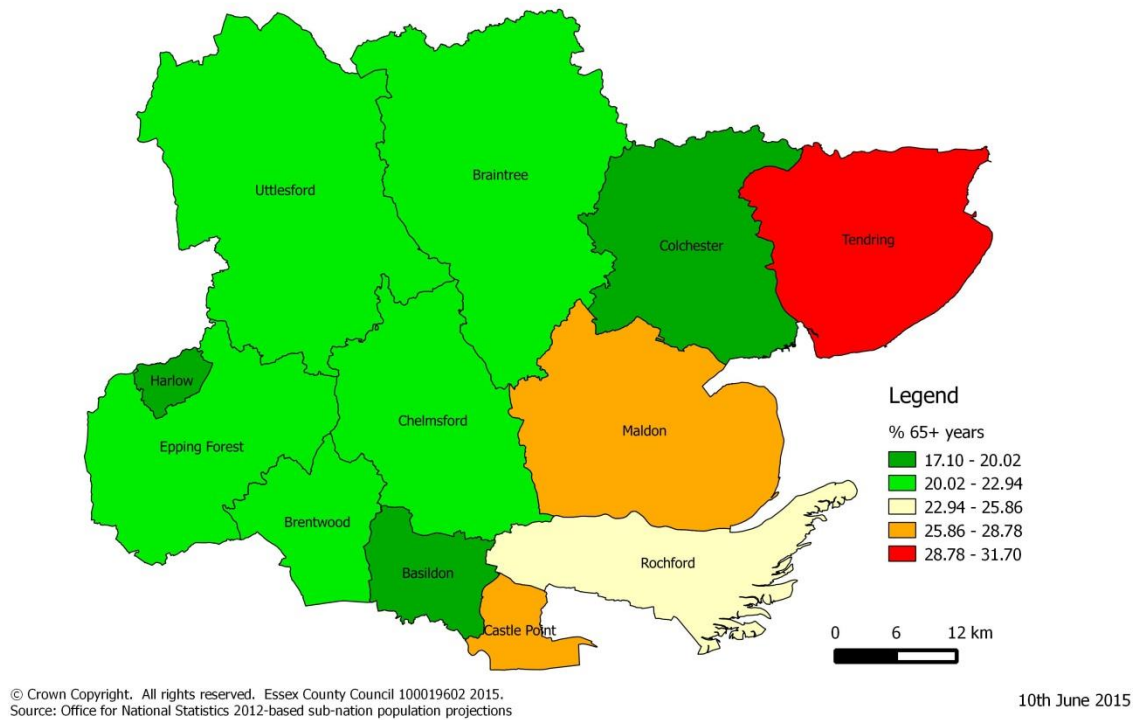 Uttlesford
Braintree
Colchester
Tendring
Harlow
Epping Forest
Chelmsford
Maldon
Brentwood
Basildon
Rochford
Castle Point
Legend
% 65+ years
17.10 - 20.02
20.02 - 22.94
22.94 - 25.86
25.86 - 28.78
28.78 - 31.70
0 6 12 km
© Crown Copyright. All rights reserved. Essex County Council 100019602 2015.
Source: Office for National Statistics 2012-based sub-nation population projections
10th June 2015